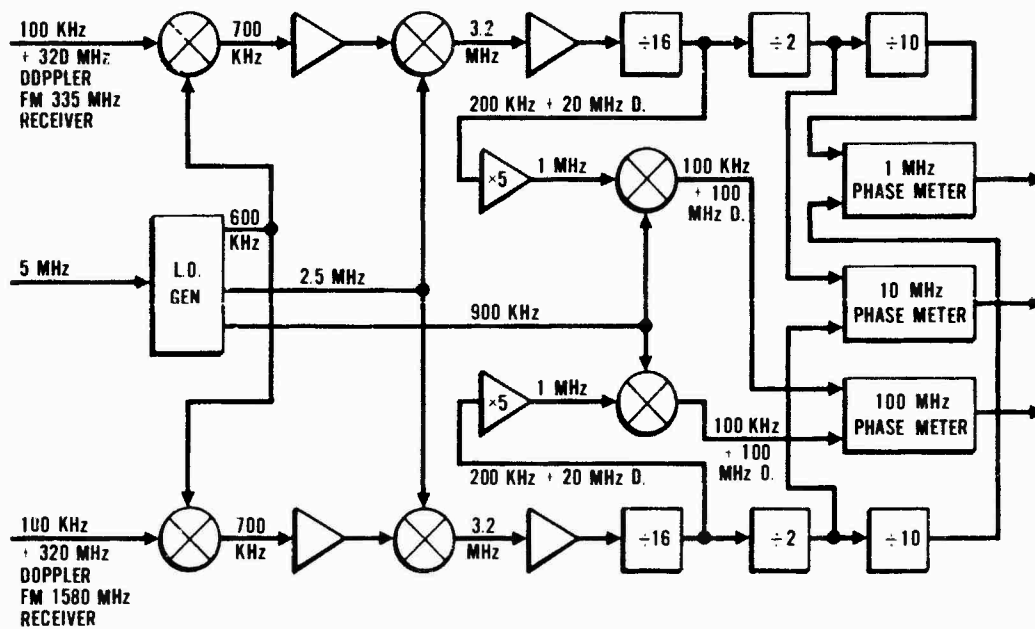 100 KHz
+ 320 MHz
DOPPLER
FM 335 MHz
RECEIVER
700
KHz
3.2
MHz
÷16
÷2
÷10
200 KHz + 20 MHz D.
×5
1 MHz
100 KHz
+ 100
MHz D.
1 MHz
PHASE METER
600
KHz
5 MHz
L.O.
GEN
2.5 MHz
900 KHz
10 MHz
PHASE METER
×5
1 MHz
100 MHz
PHASE METER
100 KHz
+ 100
MHz D.
200 KHz + 20 MHz D.
100 KHz
+ 320 MHz
DOPPLER
FM 1580 MHz
RECEIVER
700
KHz
3.2
MHz
÷16
÷2
÷10